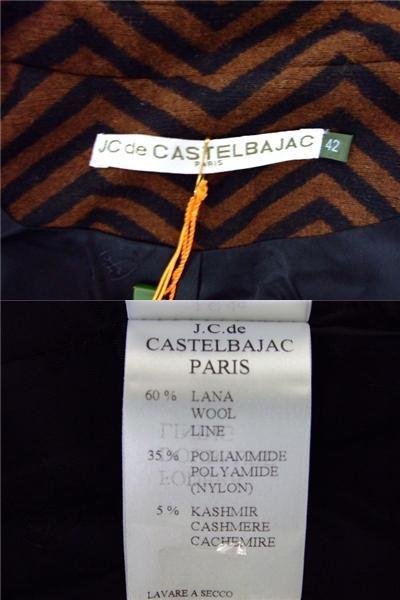 JC de CASTELBAJAC
PARIS
42
J.C. de
CASTELBAJAC
PARIS
60 % LANA
WOOL
LINE
35 % POLIAMMIDE
POLYAMIDE
(NYLON)
5 % KASHMIR
CASHMERE
CACHEMIRE
LAVARE A SECCO